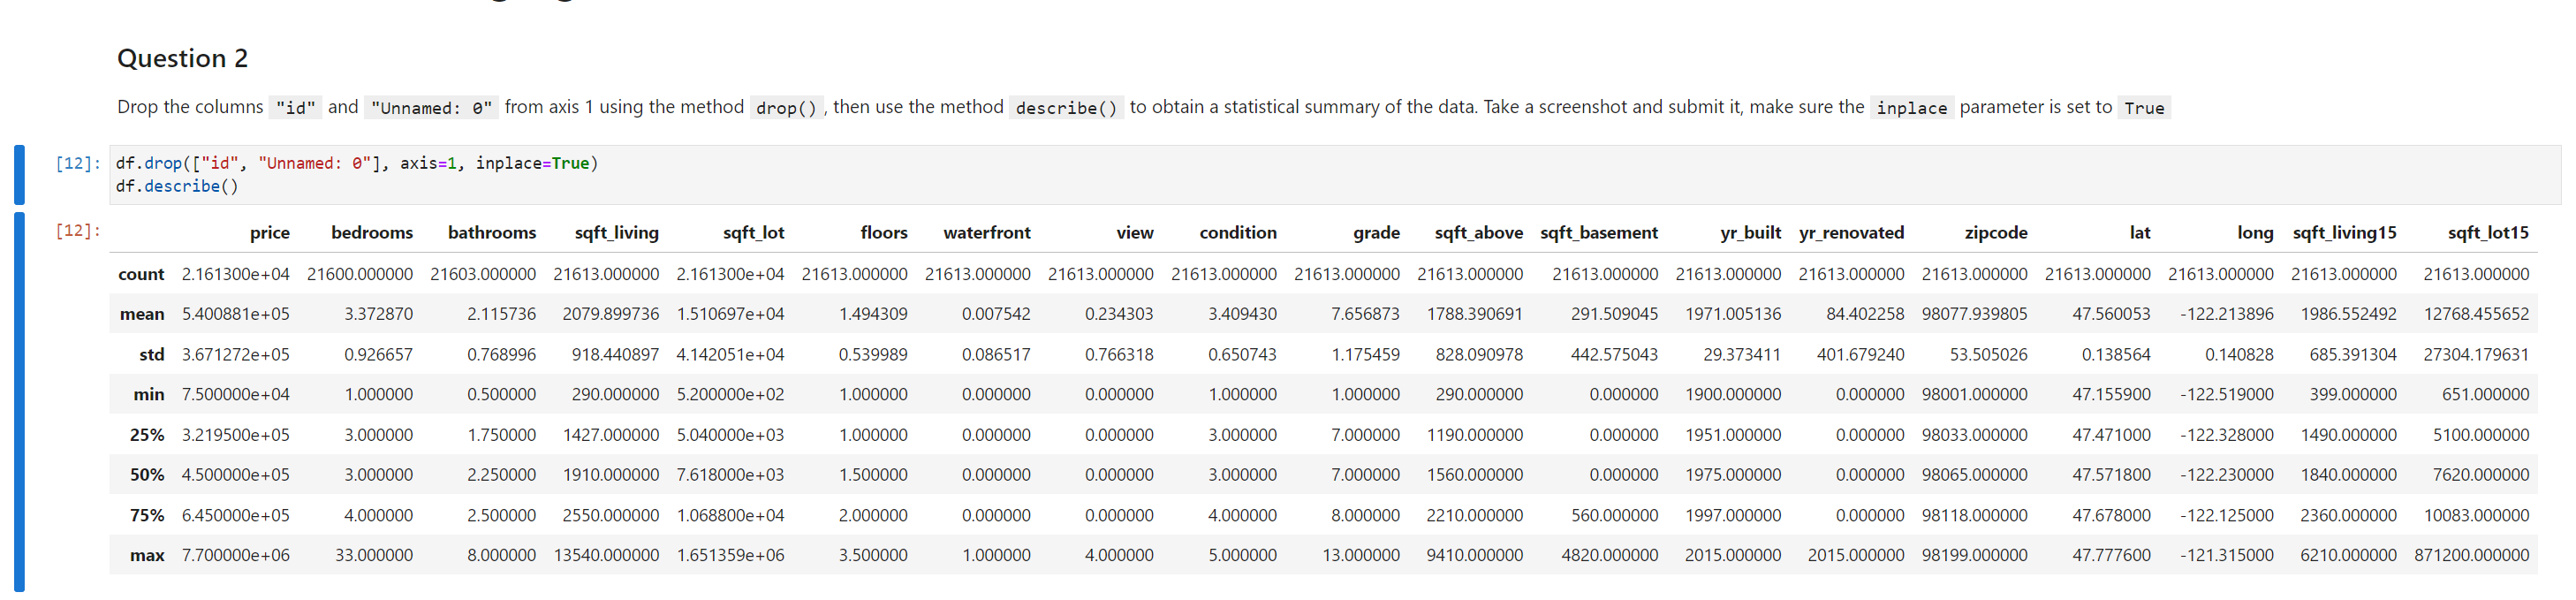 Question 2
Drop the columns "id" and "Unnamed: 0" from axis 1 using the method drop(), then use the method describe() to obtain a statistical summary of the data. Take a screenshot and submit it, make sure the inplace parameter is set to True
[12]: df.drop(["id", "Unnamed: 0"], axis=1, inplace=True)
df.describe()
[12]: price bedrooms bathrooms sqft_living sqft_lot floors waterfront view condition grade sqft_above sqft_basement yr_built yr_renovated zipcode lat long sqft_living15 sqft_lot15
count 2.161300e+04 21600.000000 21603.000000 21613.000000 2.161300e+04 21613.000000 21613.000000 21613.000000 21613.000000 21613.000000 21613.000000 21613.000000 21613.000000 21613.000000 21613.000000 21613.000000 21613.000000 21613.000000 21613.000000
mean 5.400881e+05 3.372870 2.115736 2079.899736 1.510697e+04 1.494309 0.007542 0.234303 3.409430 7.656873 1788.390691 291.509045 1971.005136 84.402258 98077.939805 47.560053 -122.213896 1986.552492 12768.455652
std 3.671272e+05 0.926657 0.768996 918.440897 4.142051e+04 0.539989 0.086517 0.766318 0.650743 1.175459 828.090978 442.575043 29.373411 401.679240 53.505026 0.138564 0.140828 685.391304 27304.179631
min 7.500000e+04 1.000000 0.500000 290.000000 5.200000e+02 1.000000 0.000000 0.000000 1.000000 1.000000 290.000000 0.000000 1900.000000 0.000000 98001.000000 47.155900 -122.519000 399.000000 651.000000
25% 3.219500e+05 3.000000 1.750000 1427.000000 5.040000e+03 1.000000 0.000000 0.000000 3.000000 7.000000 1190.000000 0.000000 1951.000000 0.000000 98033.000000 47.471000 -122.328000 1490.000000 5100.000000
50% 4.500000e+05 3.000000 2.250000 1910.000000 7.618000e+03 1.500000 0.000000 0.000000 3.000000 7.000000 1560.000000 0.000000 1975.000000 0.000000 98065.000000 47.571800 -122.230000 1840.000000 7620.000000
75% 6.450000e+05 4.000000 2.500000 2550.000000 1.068800e+04 2.000000 0.000000 0.000000 4.000000 8.000000 2210.000000 560.000000 1997.000000 0.000000 98118.000000 47.678000 -122.125000 2360.000000 10083.000000
max 7.700000e+06 33.000000 8.000000 13540.000000 1.651359e+06 3.500000 1.000000 4.000000 5.000000 13.000000 9410.000000 4820.000000 2015.000000 2015.000000 98199.000000 47.777600 -121.315000 6210.000000 871200.000000